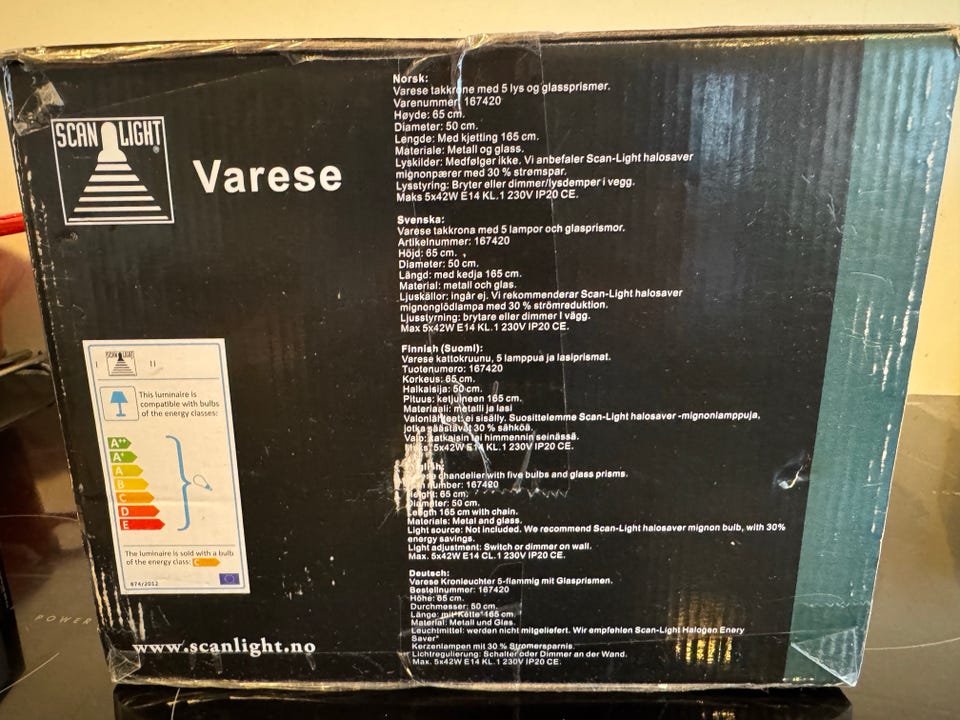 SCAN LIGHT®
Varese
Norsk:
Varese takkrone med 5 lys og glassprismer.
Varenummer 167420
Høyde: 65 cm.
Diameter: 50 cm.
Lengde: Med kjetting 165 cm.
Materiale: Metall og glass.
Lyskilder: Medfølger ikke. Vi anbefaler Scan-Light halosaver
mignonpærer med 30 % strømspar.
Lysstyring: Bryter eller dimmer/lysdemper i vegg.
Maks 5x42W E14 KL.1 230V IP20 CE.
Svenska:
Varese takkrona med 5 lampor och glasprismor.
Artikelnummer: 167420
Höjd: 65 cm.
Diameter: 50 cm.
Längd: med kedja 165 cm.
Material: metall och glas.
Ljuskällor: ingår ej. Vi rekommenderar Scan-Light halosaver
mignonglödlampa med 30 % strömreduktion.
Ljusstyring: brytare eller dimmer I vägg.
Max 5x42W E14 KL.1 230V IP20 CE.
Finnish (Suomi):
Varese kattokruunu, 5 lamppua ja lasiprismat.
Tuotenumero: 167420
Korkeus: 65 cm.
Halkaisija: 50 cm.
Pituus: ketjuineen 165 cm.
Materiaali: metalli ja lasi
Valonlähteet: ei sisälly. Suosittelemme Scan-Light halosaver -mignonlamppuja,
jotka säästävät 30 % sähköä.
Valo: katkaisin tai himmennin seinässä.
5x42W E14 KL.1 230V IP20 CE.
chandelier with five bulbs and glass prisms.
number: 167420
Height: 65 cm.
Diameter: 50 cm.
Length 165 cm with chain.
Materials: Metal and glass.
Light source: Not included. We recommend Scan-Light halosaver mignon bulb, with 30%
energy savings.
Light adjustment: Switch or dimmer on wall.
Max. 5x42W E14 CL.1 230V IP20 CE.
Deutsch:
Varese Kronleuchter 5-flammig mit Glasprismen.
Bestellnummer: 167420
Höhe: 65 cm.
Durchmesser: 50 cm.
Länge: mit "Kette" 165 cm.
Material: Metall und Glas.
Leuchtmittel: werden nicht mitgeliefert. Wir empfehlen Scan-Light Halogen Enery
Saver"
Kerzenlampen mit 30 % Stromersparnis.
Lichtregulierung: Schalter oder Dimmer an der Wand.
Max. 5x42W E14 KL.1 230V IP20 CE.
I SCAN LIGHT II
This luminaire is
compatible with bulbs
of the energy classes:
A++
A+
A
B
C
D
E
The luminaire is sold with a bulb
of the energy class: C
874/2012
www.scanlight.no
POWER